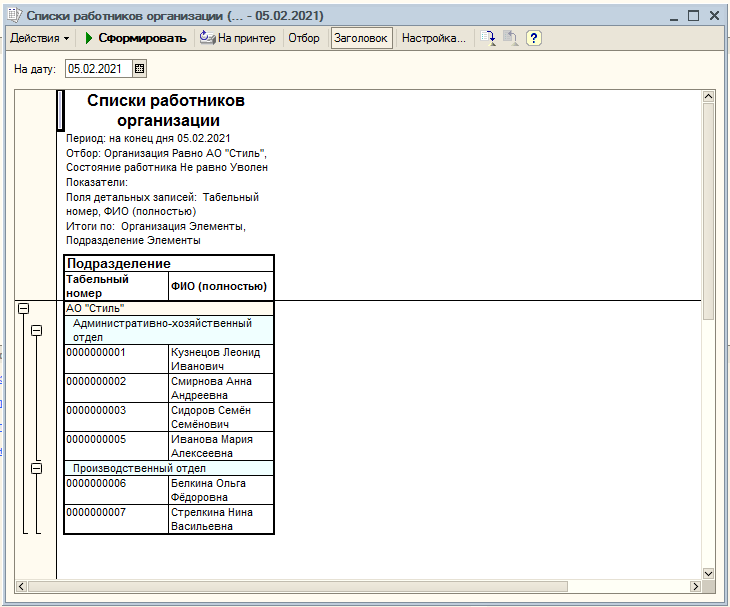 Списки работников организации (... - 05.02.2021)
Действия Сформировать На принтер Отбор Заголовок Настройка... ?
На дату: 05.02.2021
Списки работников
организации
Период: на конец дня 05.02.2021
Отбор: Организация Равно АО "Стиль",
Состояние работника Не равно Уволен
Показатели:
Поля детальных записей: Табельный
номер, ФИО (полностью)
Итоги по: Организация Элементы,
Подразделение Элементы
Подразделение
Табельный
номер
ФИО (полностью)
АО "Стиль"
Административно-хозяйственный
отдел
0000000001 Кузнецов Леонид
Иванович
0000000002 Смирнова Анна
Андреевна
0000000003 Сидоров Семён
Семёнович
0000000005 Иванова Мария
Алексеевна
Производственный отдел
0000000006 Белкина Ольга
Фёдоровна
0000000007 Стрелкина Нина
Васильевна